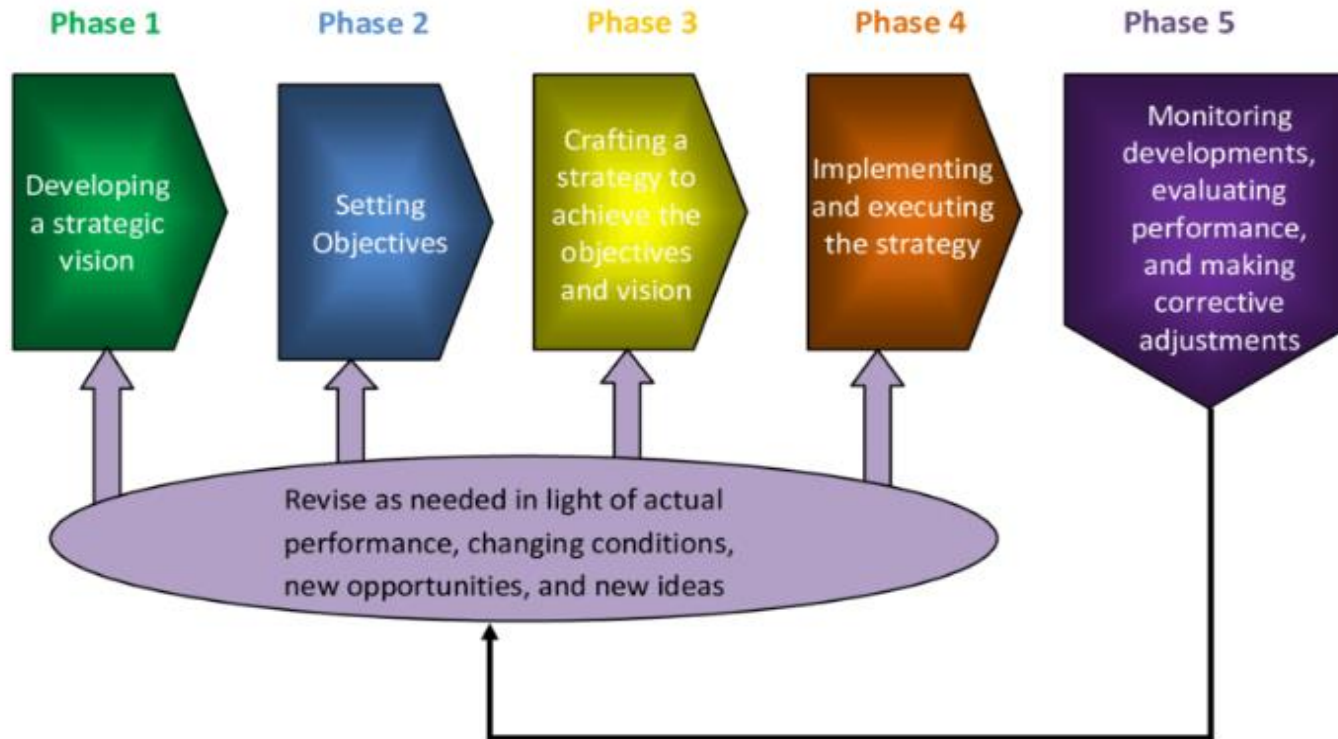 Phase 1
Phase 2
Phase 3
Phase 4
Phase 5
Developing
a strategic
vision
Setting
Objectives
Crafting a
strategy to
achieve the
objectives
and vision
Implementing
and executing
the strategy
Monitoring
developments,
evaluating
performance,
and making
corrective
adjustments
Revise as needed in light of actual
performance, changing conditions,
new opportunities, and new ideas